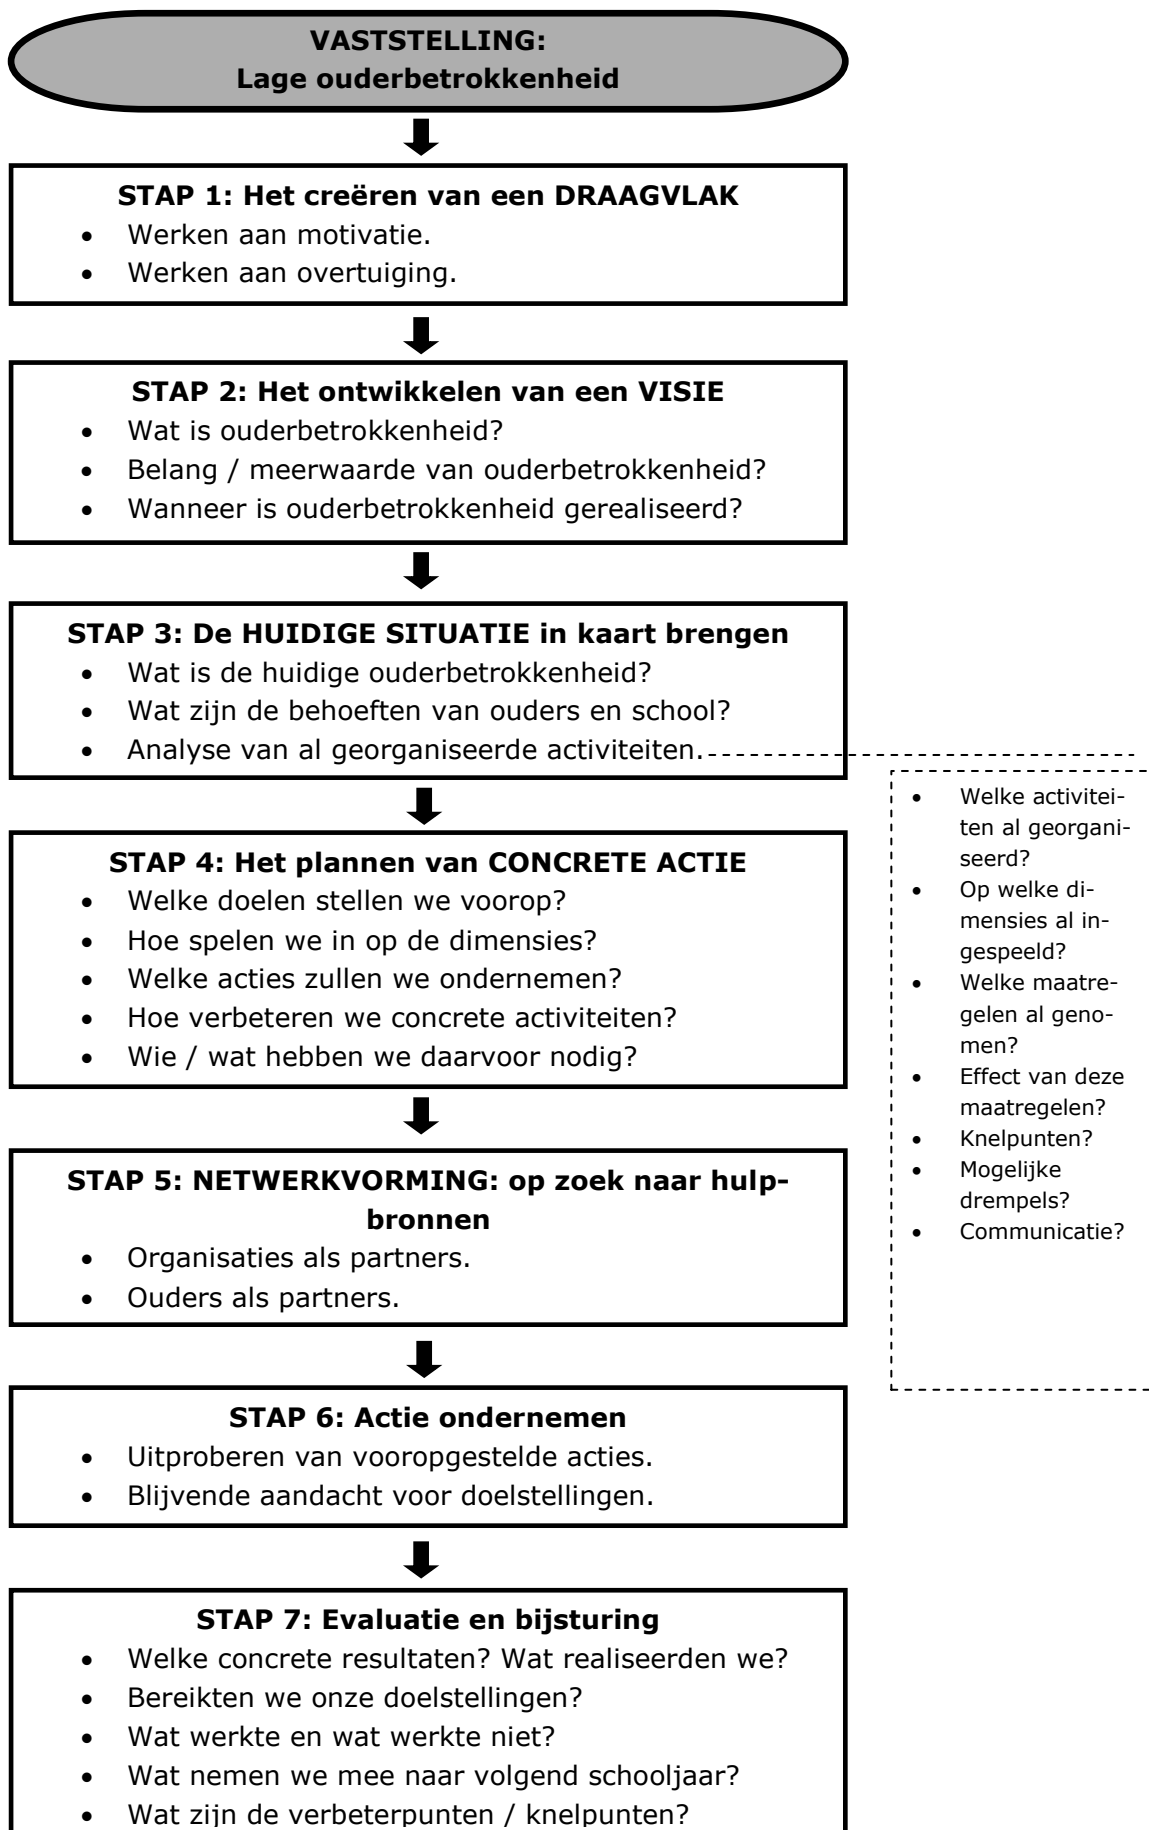 VASTSTELLING:
Lage ouderbetrokkenheid
STAP 1: Het creëren van een DRAAGVLAK
• Werken aan motivatie.
• Werken aan overtuiging.
STAP 2: Het ontwikkelen van een VISIE
• Wat is ouderbetrokkenheid?
• Belang / meerwaarde van ouderbetrokkenheid?
• Wanneer is ouderbetrokkenheid gerealiseerd?
STAP 3: De HUIDIGE SITUATIE in kaart brengen
• Wat is de huidige ouderbetrokkenheid?
• Wat zijn de behoeften van ouders en school?
• Analyse van al georganiseerde activiteiten.
• Welke activitei-
ten al georgani-
seerd?
• Op welke di-
mensies al in-
gespeeld?
• Welke maatre-
gelen al geno-
men?
• Effect van deze
maatregelen?
• Knelpunten?
• Mogelijke
drempels?
• Communicatie?
STAP 4: Het plannen van CONCRETE ACTIE
• Welke doelen stellen we voorop?
• Hoe spelen we in op de dimensies?
• Welke acties zullen we ondernemen?
• Hoe verbeteren we concrete activiteiten?
• Wie / wat hebben we daarvoor nodig?
STAP 5: NETWERKVORMING: op zoek naar hulp-
bronnen
• Organisaties als partners.
• Ouders als partners.
STAP 6: Actie ondernemen
• Uitproberen van vooropgestelde acties.
• Blijvende aandacht voor doelstellingen.
STAP 7: Evaluatie en bijsturing
• Welke concrete resultaten? Wat realiseerden we?
• Bereikten we onze doelstellingen?
• Wat werkte en wat werkte niet?
• Wat nemen we mee naar volgend schooljaar?
• Wat zijn de verbeterpunten / knelpunten?